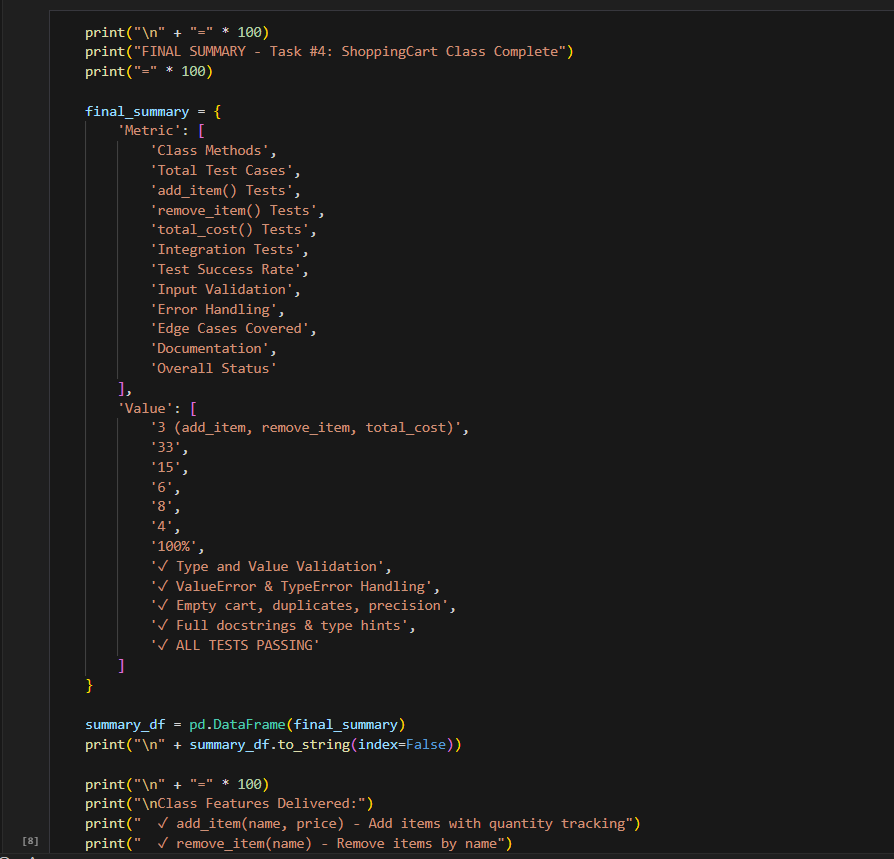 print("\n" + "=" * 100)
print("FINAL SUMMARY - Task #4: ShoppingCart Class Complete")
print("=" * 100)

final_summary = {
    'Metric': [
        'Class Methods',
        'Total Test Cases',
        'add_item() Tests',
        'remove_item() Tests',
        'total_cost() Tests',
        'Integration Tests',
        'Test Success Rate',
        'Input Validation',
        'Error Handling',
        'Edge Cases Covered',
        'Documentation',
        'Overall Status'
    ],
    'Value': [
        '3 (add_item, remove_item, total_cost)',
        '33',
        '15',
        '6',
        '8',
        '4',
        '100%',
        '✓ Type and Value Validation',
        '✓ ValueError & TypeError Handling',
        '✓ Empty cart, duplicates, precision',
        '✓ Full docstrings & type hints',
        '✓ ALL TESTS PASSING'
    ]
}

summary_df = pd.DataFrame(final_summary)
print("\n" + summary_df.to_string(index=False))

print("\n" + "=" * 100)
print("\nClass Features Delivered:")
print("  ✓ add_item(name, price) - Add items with quantity tracking")
[8]
print("  ✓ remove_item(name) - Remove items by name")